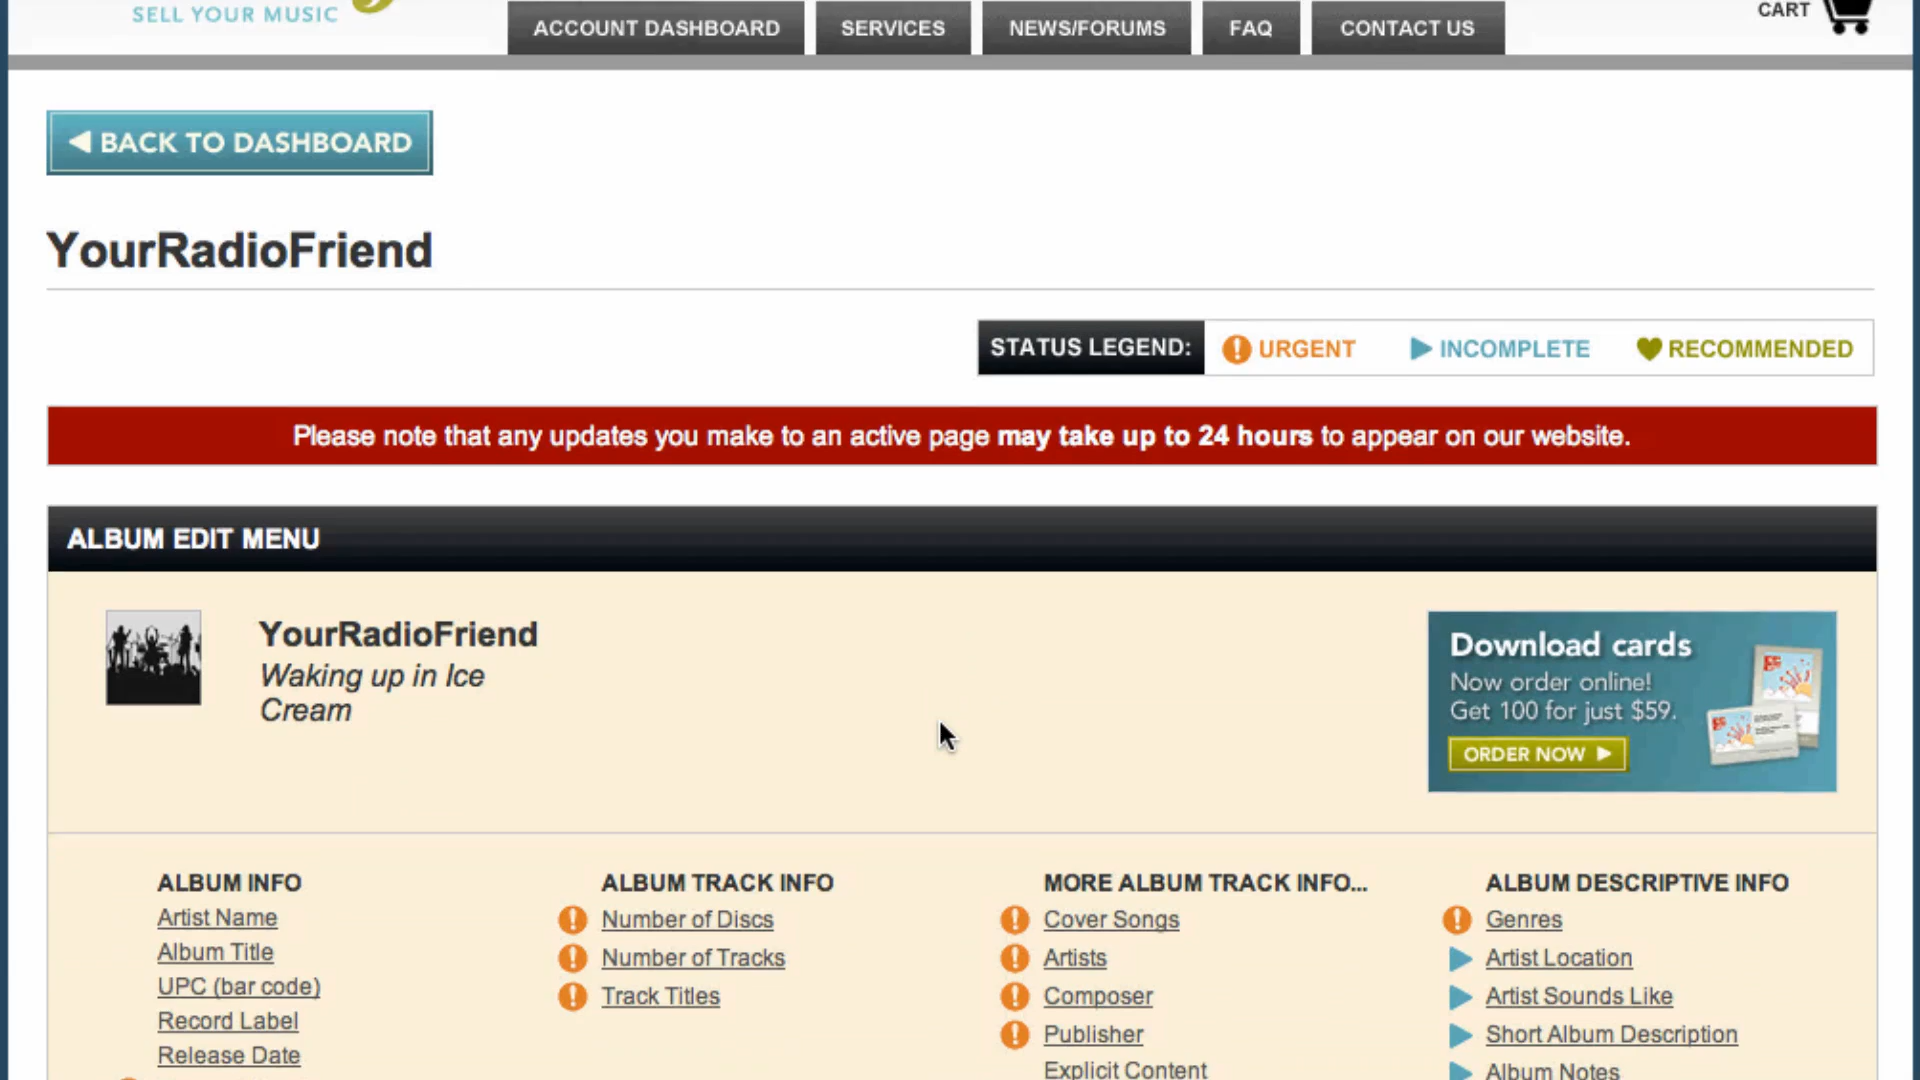 SELL YOUR MUSIC
ACCOUNT DASHBOARD SERVICES NEWS/FORUMS FAQ CONTACT US CART
BACK TO DASHBOARD
YourRadioFriend
STATUS LEGEND: URGENT INCOMPLETE RECOMMENDED
Please note that any updates you make to an active page may take up to 24 hours to appear on our website.
ALBUM EDIT MENU
YourRadioFriend
Waking up in Ice
Cream
Download cards
Now order online!
Get 100 for just $59.
ORDER NOW
ALBUM INFO
Artist Name
Album Title
UPC (bar code)
Record Label
Release Date
ALBUM TRACK INFO
Number of Discs
Number of Tracks
Track Titles
MORE ALBUM TRACK INFO...
Cover Songs
Artists
Composer
Publisher
Explicit Content
ALBUM DESCRIPTIVE INFO
Genres
Artist Location
Artist Sounds Like
Short Album Description
Album Notes